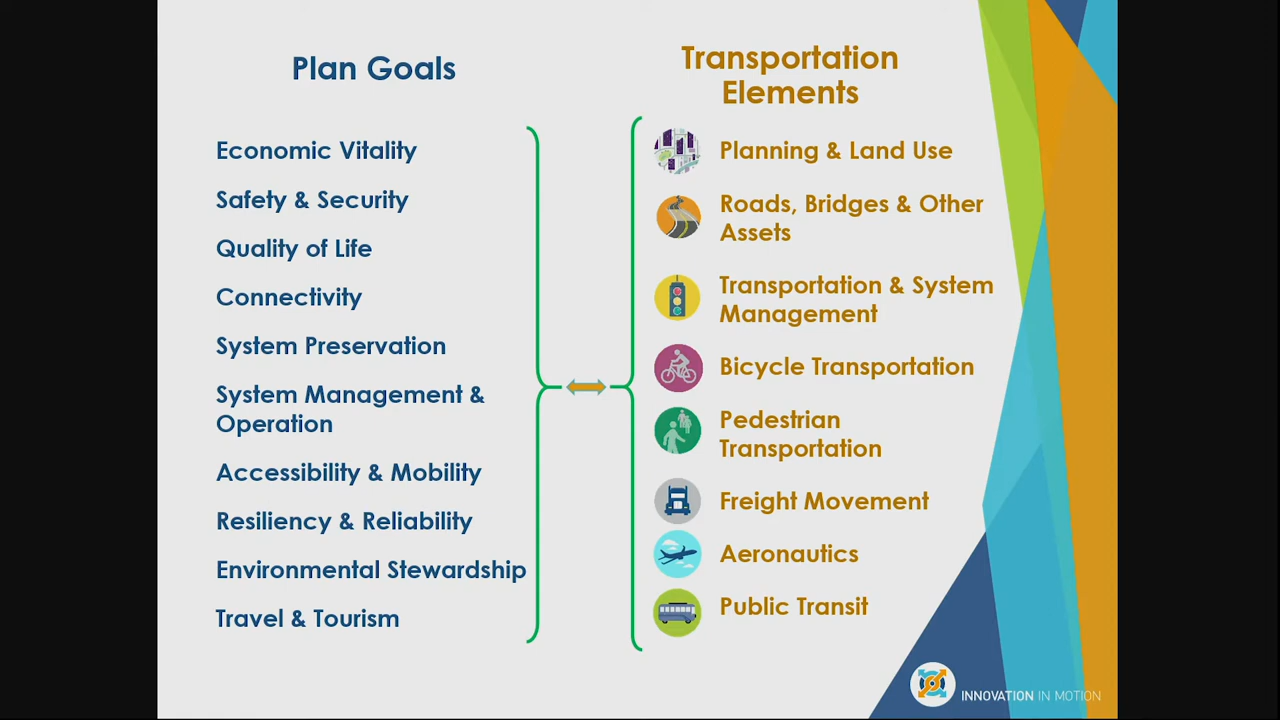 Plan Goals
Economic Vitality
Safety & Security
Quality of Life
Connectivity
System Preservation
System Management &
Operation
Accessibility & Mobility
Resiliency & Reliability
Environmental Stewardship
Travel & Tourism
Transportation
Elements
Planning & Land Use
Roads, Bridges & Other
Assets
Transportation & System
Management
Bicycle Transportation
Pedestrian
Transportation
Freight Movement
Aeronautics
Public Transit
INNOVATION IN MOTION